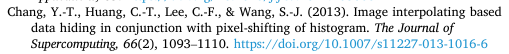 Chang, Y.-T., Huang, C.-T., Lee, C.-F., & Wang, S.-J. (2013). Image interpolating based
data hiding in conjunction with pixel-shifting of histogram. The Journal of
Supercomputing, 66(2), 1093–1110. https://doi.org/10.1007/s11227-013-1016-6